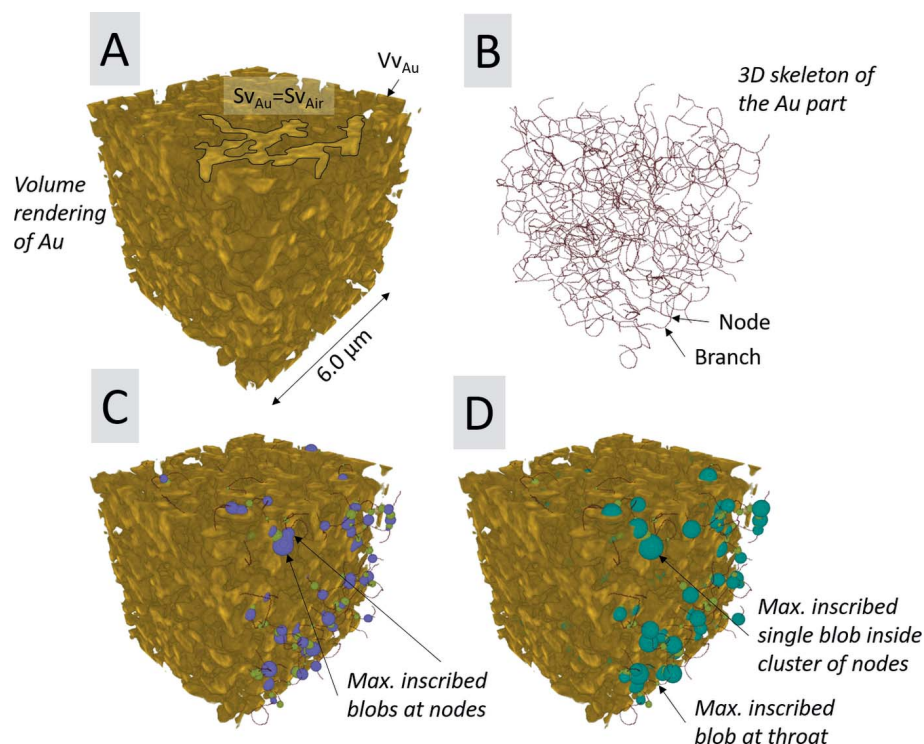 A
Vv_Au
Sv_Au=Sv_Air
Volume
rendering
of Au
6.0 µm
B
3D skeleton of
the Au part
Node
Branch
C
Max. inscribed
blobs at nodes
D
Max. inscribed
single blob inside
cluster of nodes
Max. inscribed
blob at throat